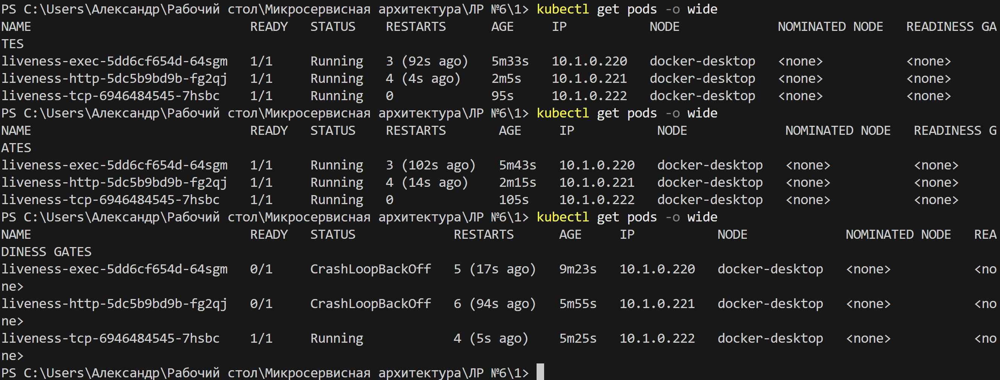 PS C:\Users\Александр\Рабочий стол\Микросервисная архитектура\ЛР №6\1> kubectl get pods -o wide
NAME                             READY   STATUS    RESTARTS      AGE     IP           NODE             NOMINATED NODE   READINESS GA
TES
liveness-exec-5dd6cf654d-64sgm   1/1     Running   3 (92s ago)   5m33s   10.1.0.220   docker-desktop   <none>           <none>
liveness-http-5dc5b9bd9b-fg2qj   1/1     Running   4 (4s ago)    2m5s    10.1.0.221   docker-desktop   <none>           <none>
liveness-tcp-6946484545-7hsbc    1/1     Running   0             95s     10.1.0.222   docker-desktop   <none>           <none>
PS C:\Users\Александр\Рабочий стол\Микросервисная архитектура\ЛР №6\1> kubectl get pods -o wide
NAME                             READY   STATUS    RESTARTS       AGE     IP           NODE             NOMINATED NODE   READINESS G
ATES
liveness-exec-5dd6cf654d-64sgm   1/1     Running   3 (102s ago)   5m43s   10.1.0.220   docker-desktop   <none>           <none>
liveness-http-5dc5b9bd9b-fg2qj   1/1     Running   4 (14s ago)    2m15s   10.1.0.221   docker-desktop   <none>           <none>
liveness-tcp-6946484545-7hsbc    1/1     Running   0              105s    10.1.0.222   docker-desktop   <none>           <none>
PS C:\Users\Александр\Рабочий стол\Микросервисная архитектура\ЛР №6\1> kubectl get pods -o wide
NAME                             READY   STATUS             RESTARTS      AGE     IP           NODE             NOMINATED NODE   REA
DINESS GATES
liveness-exec-5dd6cf654d-64sgm   0/1     CrashLoopBackOff   5 (17s ago)   9m23s   10.1.0.220   docker-desktop   <none>           <no
ne>
liveness-http-5dc5b9bd9b-fg2qj   0/1     CrashLoopBackOff   6 (94s ago)   5m55s   10.1.0.221   docker-desktop   <none>           <no
ne>
liveness-tcp-6946484545-7hsbc    1/1     Running            4 (5s ago)    5m25s   10.1.0.222   docker-desktop   <none>           <no
ne>
PS C:\Users\Александр\Рабочий стол\Микросервисная архитектура\ЛР №6\1>